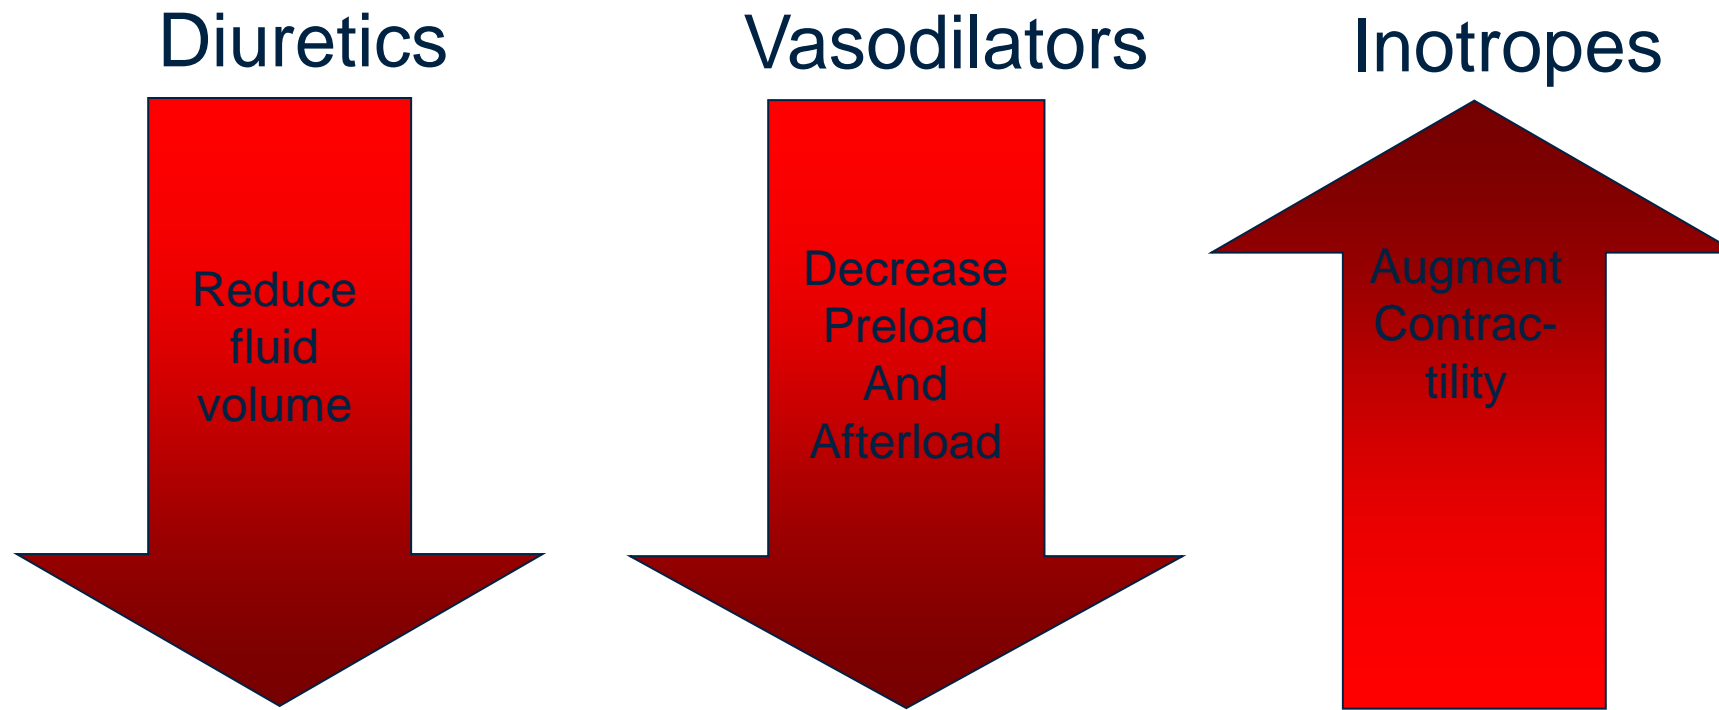 Diuretics
Reduce
fluid
volume
Vasodilators
Decrease
Preload
And
Afterload
Inotropes
Augment
Contrac-
tility